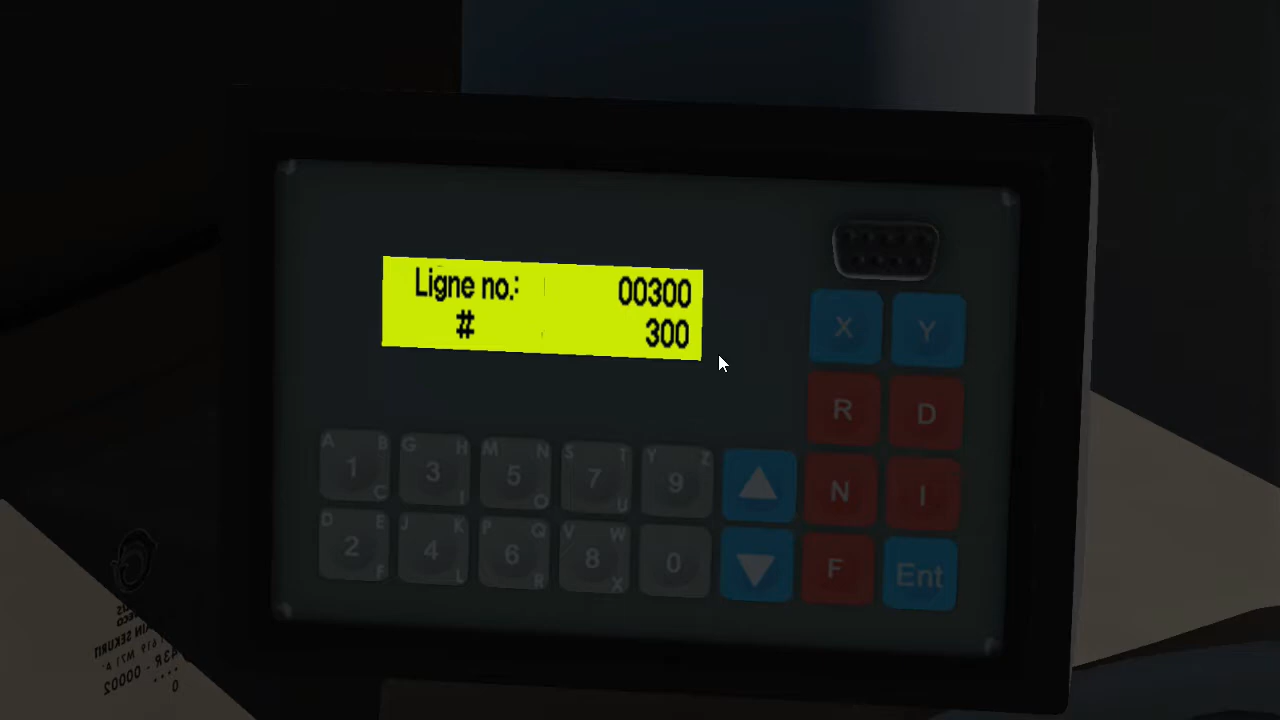 Ligne no.: 00300
# 300
X Y
R D
A B G H M N S T Y Z
1 3 5 7 9 N I
C I O U
D E J K P Q V W
2 4 6 8 0 F Ent
F L R X